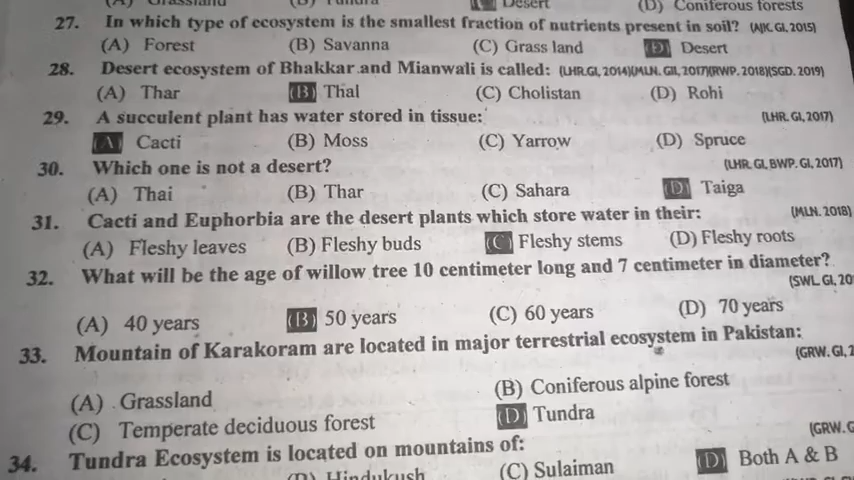 (A) Grassland (B) Tundra Desert (D) Coniferous forests
27. In which type of ecosystem is the smallest fraction of nutrients present in soil? (AJK. GI, 2015)
(A) Forest (B) Savanna (C) Grass land (D) Desert
28. Desert ecosystem of Bhakkar and Mianwali is called: (LHR.GI, 2014)(MLN. GII, 2017)(RWP. 2018)(SGD. 2019)
(A) Thar (B) Thal (C) Cholistan (D) Rohi
29. A succulent plant has water stored in tissue: (LHR. GI, 2017)
(A) Cacti (B) Moss (C) Yarrow (D) Spruce
30. Which one is not a desert? (LHR. GI, BWP. GI, 2017)
(A) Thai (B) Thar (C) Sahara (D) Taiga
31. Cacti and Euphorbia are the desert plants which store water in their: (MLN. 2018)
(A) Fleshy leaves (B) Fleshy buds (C) Fleshy stems (D) Fleshy roots
32. What will be the age of willow tree 10 centimeter long and 7 centimeter in diameter?
(SWL. GI, 20
(A) 40 years (B) 50 years (C) 60 years (D) 70 years
33. Mountain of Karakoram are located in major terrestrial ecosystem in Pakistan:
(GRW. GI, 2
(A) Grassland (B) Coniferous alpine forest
(C) Temperate deciduous forest (D) Tundra
34. Tundra Ecosystem is located on mountains of: (GRW. G
Hindukush (C) Sulaiman (D) Both A & B